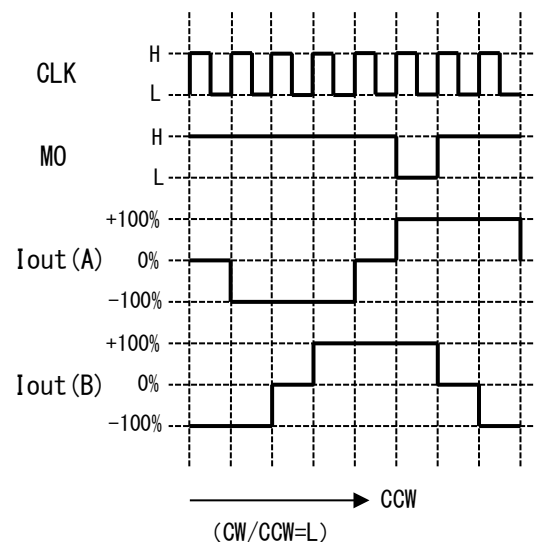 CLK
H
L
MO
H
L
Iout(A)
+100%
0%
-100%
Iout(B)
+100%
0%
-100%
CCW
(CW/CCW=L)